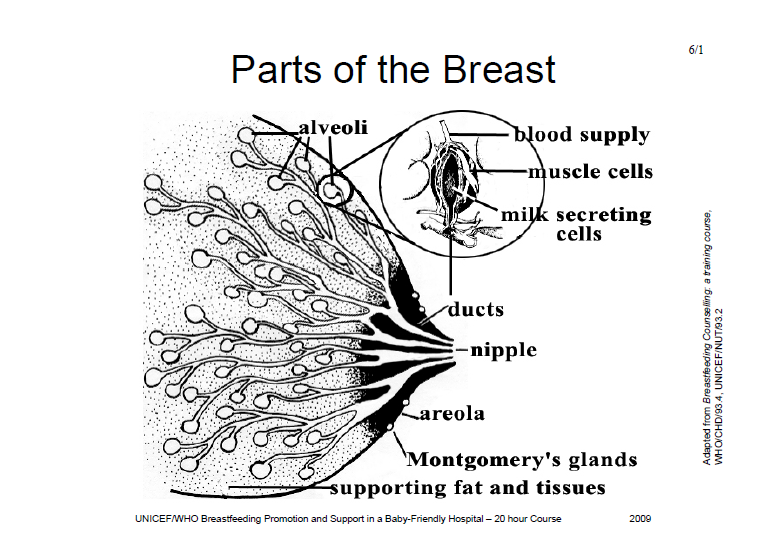 6/1
Parts of the Breast
alveoli
blood supply
muscle cells
milk secreting
cells
ducts
nipple
areola
Montgomery's glands
supporting fat and tissues
Adapted from Breastfeeding Counselling: a training course,
WHO/CHD/93.4, UNICEF/NUT/93.2
UNICEF/WHO Breastfeeding Promotion and Support in a Baby-Friendly Hospital – 20 hour Course 2009